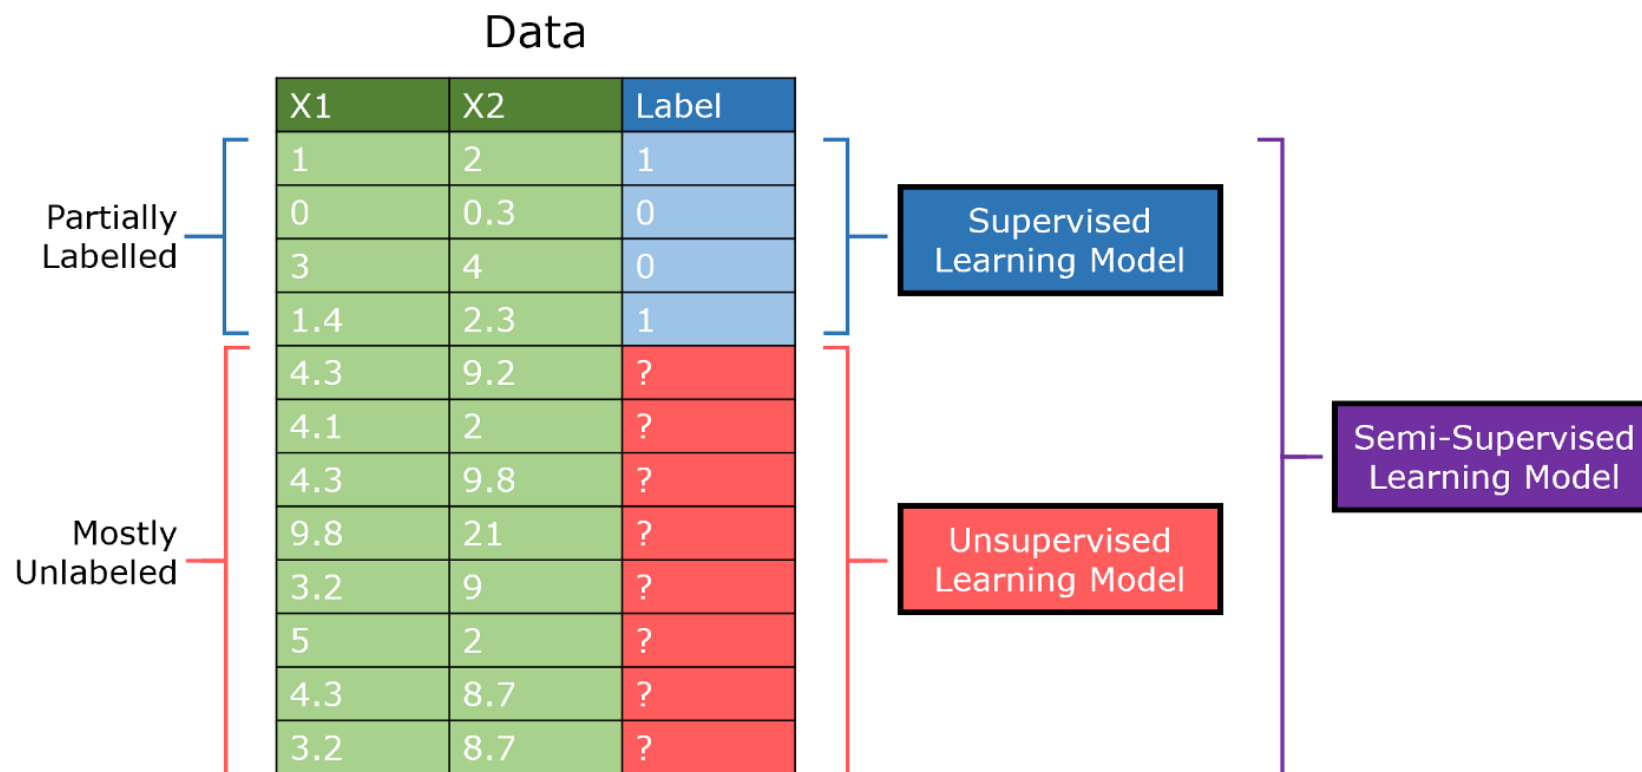 Data
X1 X2 Label
1 2 1
0 0.3 0
3 4 0
1.4 2.3 1
4.3 9.2 ?
4.1 2 ?
4.3 9.8 ?
9.8 21 ?
3.2 9 ?
5 2 ?
4.3 8.7 ?
3.2 8.7 ?
Partially
Labelled
Mostly
Unlabeled
Supervised
Learning Model
Unsupervised
Learning Model
Semi-Supervised
Learning Model